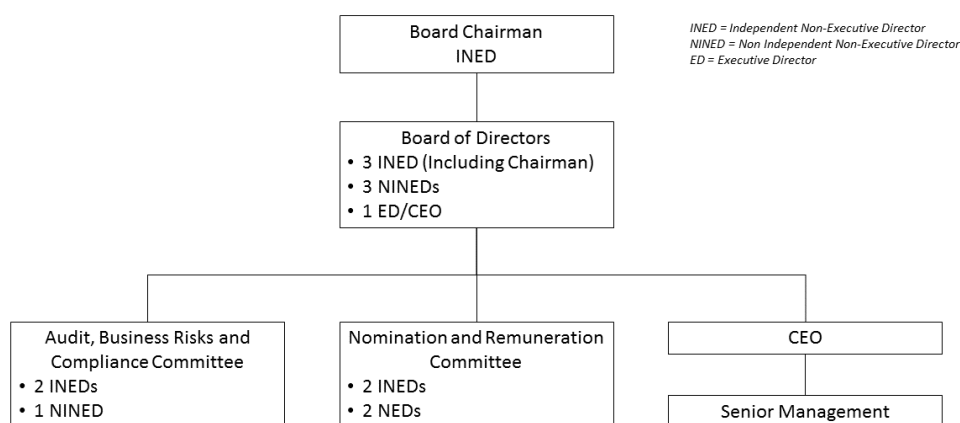 Board Chairman
INED
INED = Independent Non-Executive Director
NINED = Non Independent Non-Executive Director
ED = Executive Director
Board of Directors
• 3 INED (Including Chairman)
• 3 NINEDs
• 1 ED/CEO
Audit, Business Risks and
Compliance Committee
• 2 INEDs
• 1 NINED
Nomination and Remuneration
Committee
• 2 INEDs
• 2 NEDs
CEO
Senior Management